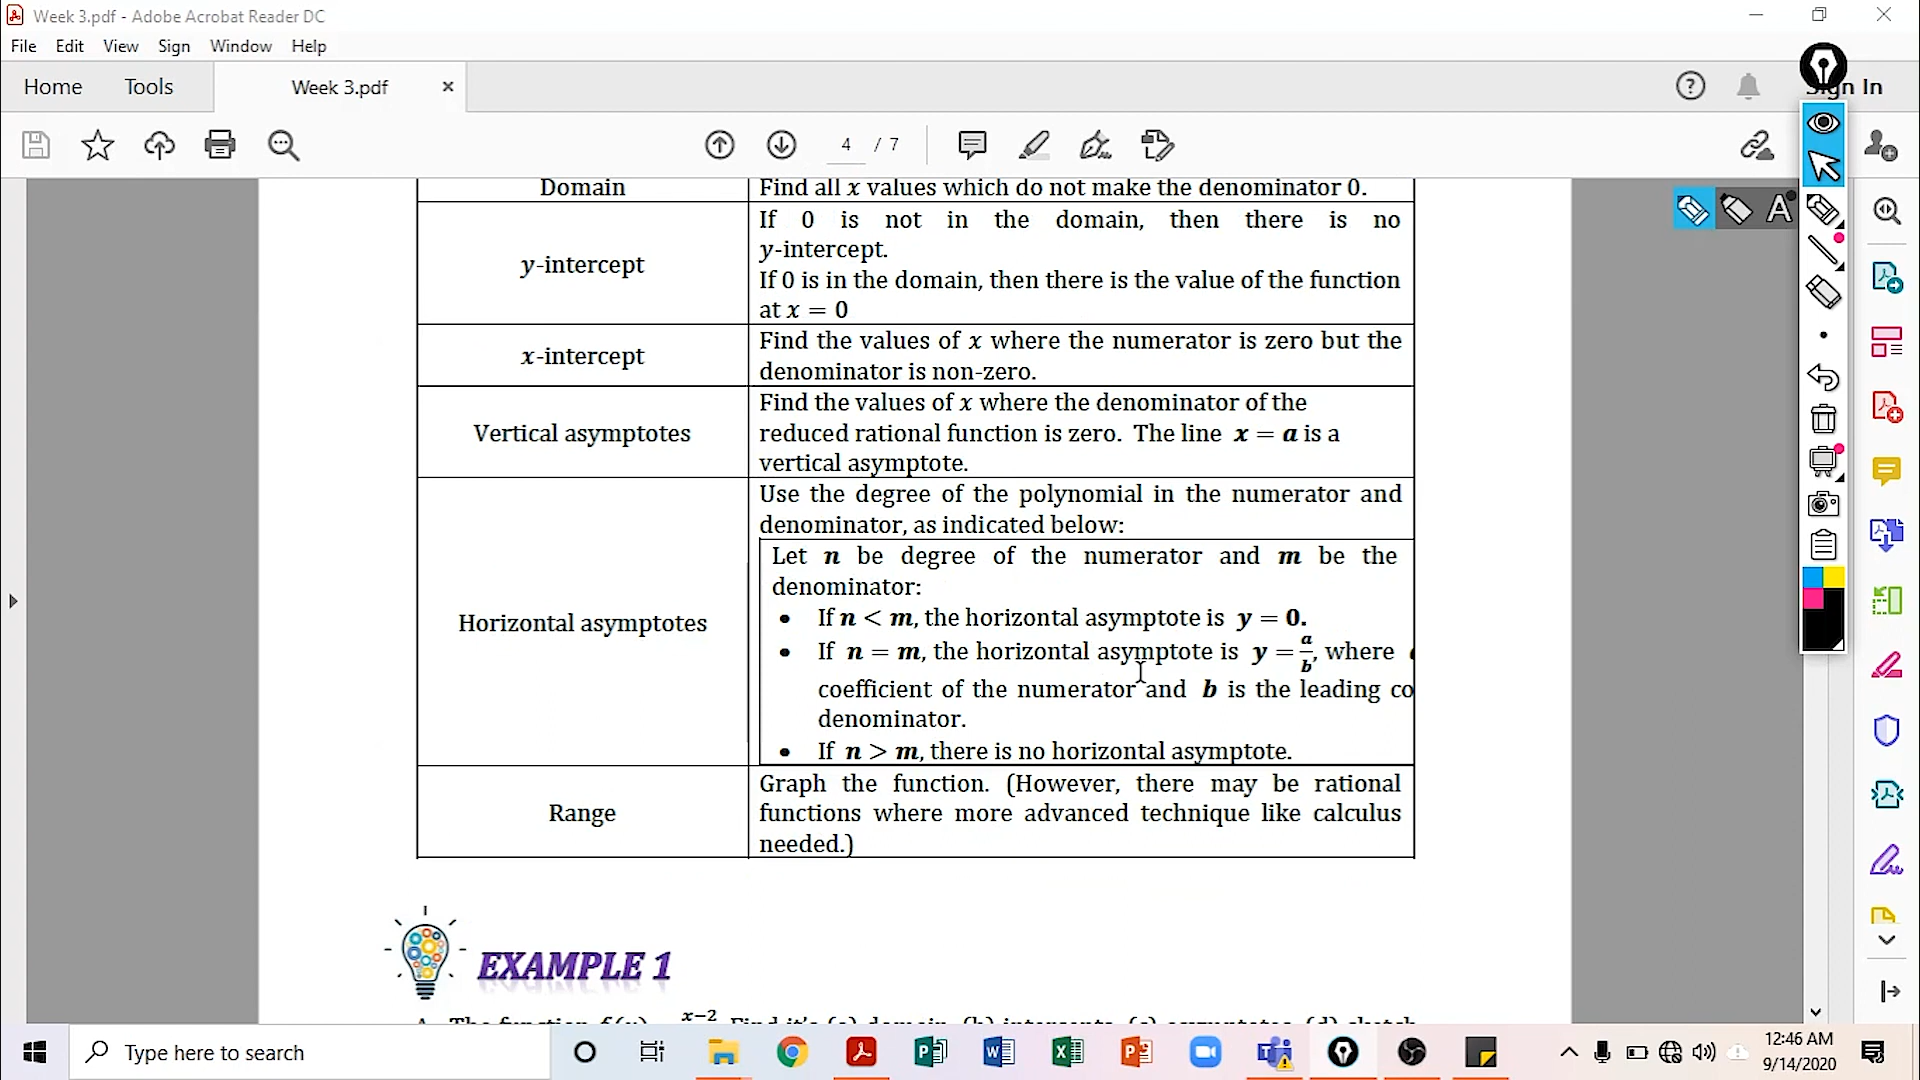 Week 3.pdf - Adobe Acrobat Reader DC
File Edit View Sign Window Help
Home Tools Week 3.pdf × Sign In
4 / 7
Domain
Find all x values which do not make the denominator 0.
y-intercept
If 0 is not in the domain, then there is no
y-intercept.
If 0 is in the domain, then there is the value of the function
at x = 0
x-intercept
Find the values of x where the numerator is zero but the
denominator is non-zero.
Vertical asymptotes
Find the values of x where the denominator of the
reduced rational function is zero. The line x = a is a
vertical asymptote.
Horizontal asymptotes
Use the degree of the polynomial in the numerator and
denominator, as indicated below:
Let n be degree of the numerator and m be the
denominator:
• If n < m, the horizontal asymptote is y = 0.
• If n = m, the horizontal asymptote is y = a/b, where
coefficient of the numerator and b is the leading co
denominator.
• If n > m, there is no horizontal asymptote.
Range
Graph the function. (However, there may be rational
functions where more advanced technique like calculus
needed.)
EXAMPLE 1
x−2
Type here to search
12:46 AM
9/14/2020